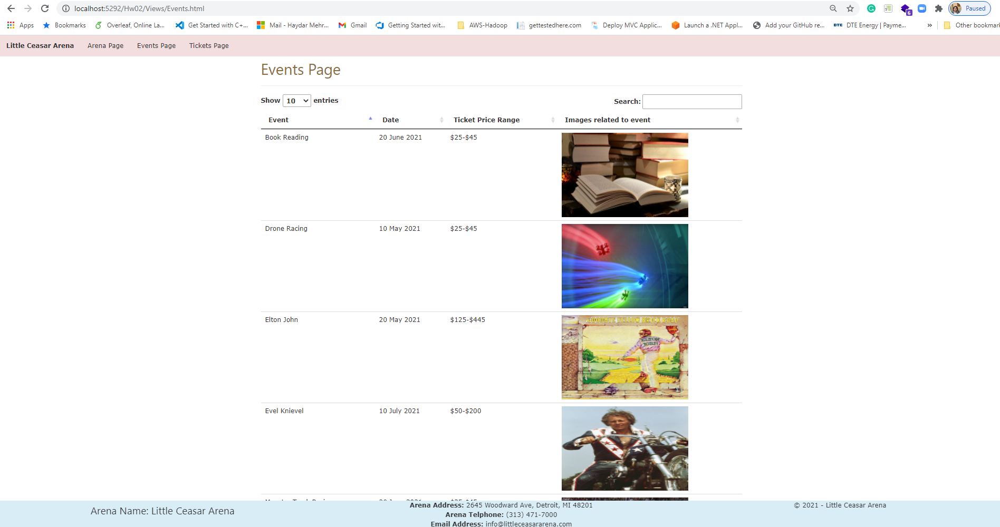 localhost:5292/Hw02/Views/Events.html
Paused
Apps Bookmarks Overleaf, Online La... Get Started with C+... Mail - Haydar Mehr... Gmail Getting Started wit... AWS-Hadoop gettestedhere.com Deploy MVC Applic... Launch a .NET Appl... Add your GitHub re... DTE Energy | Payme... » Other bookmark
Little Ceasar Arena Arena Page Events Page Tickets Page
Events Page
Show 10 entries Search:
Event Date Ticket Price Range Images related to event
Book Reading 20 June 2021 $25-$45
Drone Racing 10 May 2021 $25-$45
Elton John 20 May 2021 $125-$445
GOODBYE YELLOW BRICK ROAD
ELTON
JOHN
Evel Knievel 10 July 2021 $50-$200
Arena Name: Little Ceasar Arena
Arena Address: 2645 Woodward Ave, Detroit, MI 48201
Arena Telphone: (313) 471-7000
Email Address: info@littleceasararena.com
© 2021 - Little Ceasar Arena